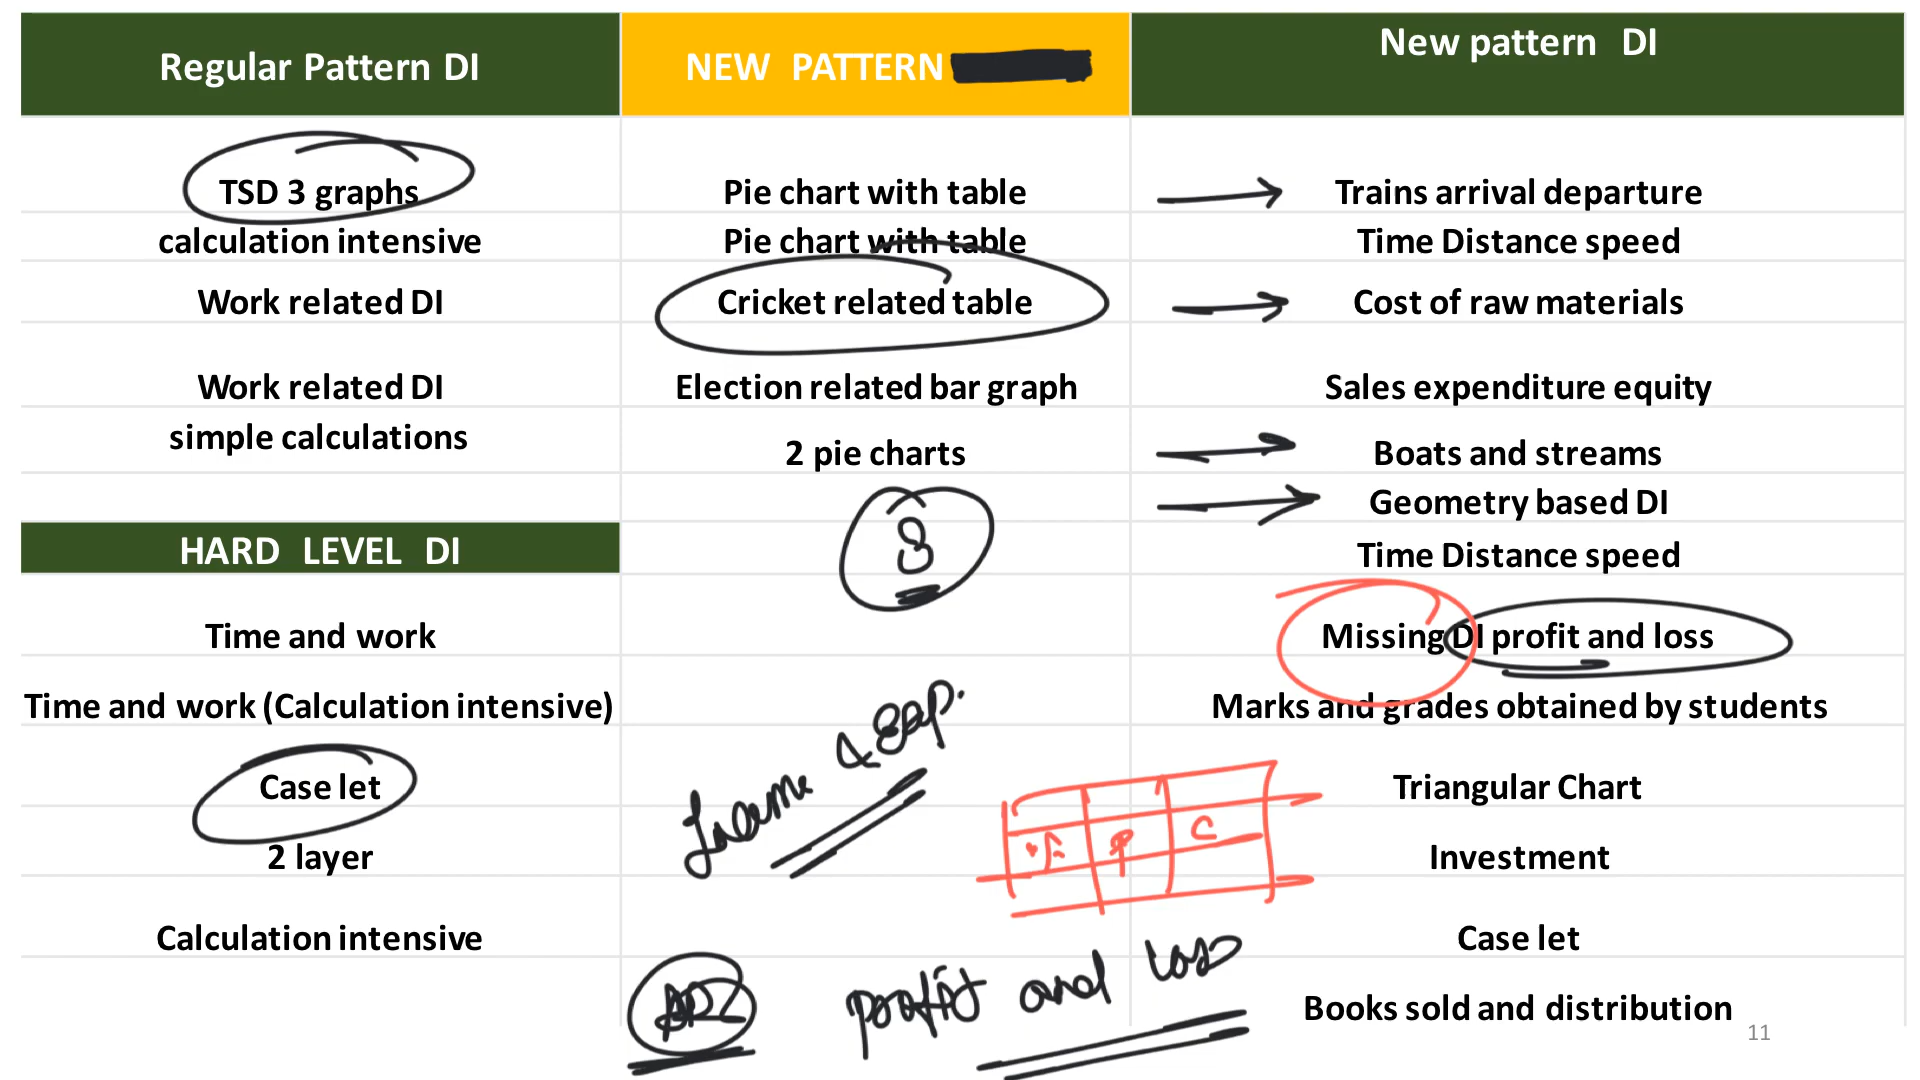 Regular Pattern DI
TSD 3 graphs
calculation intensive
Work related DI
Work related DI
simple calculations
HARD LEVEL DI
Time and work
Time and work (Calculation intensive)
Case let
2 layer
Calculation intensive
NEW PATTERN
Pie chart with table
Pie chart with table
Cricket related table
Election related bar graph
2 pie charts
profit and loss
New pattern DI
Trains arrival departure
Time Distance speed
Cost of raw materials
Sales expenditure equity
Boats and streams
Geometry based DI
Time Distance speed
Missing DI profit and loss
Marks and grades obtained by students
Triangular Chart
Investment
Case let
Books sold and distribution
11